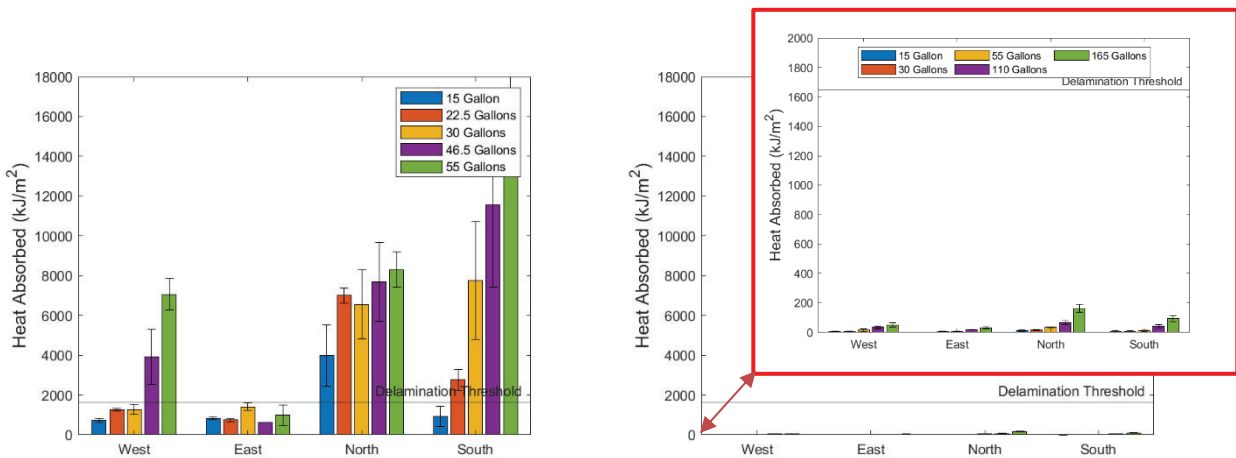 18000
16000
14000
12000
10000
8000
6000
4000
2000
0
Heat Absorbed (kJ/m2)
15 Gallon
22.5 Gallons
30 Gallons
46.5 Gallons
55 Gallons
Delamination Threshold
West East North South
18000
16000
14000
12000
10000
8000
6000
4000
2000
0
Heat Absorbed (kJ/m2)
Delamination Threshold
West East North South
2000
1800
1600
1400
1200
1000
800
600
400
200
0
Heat Absorbed (kJ/m2)
15 Gallon 55 Gallons 165 Gallons
30 Gallons 110 Gallons
Delamination Threshold
West East North South